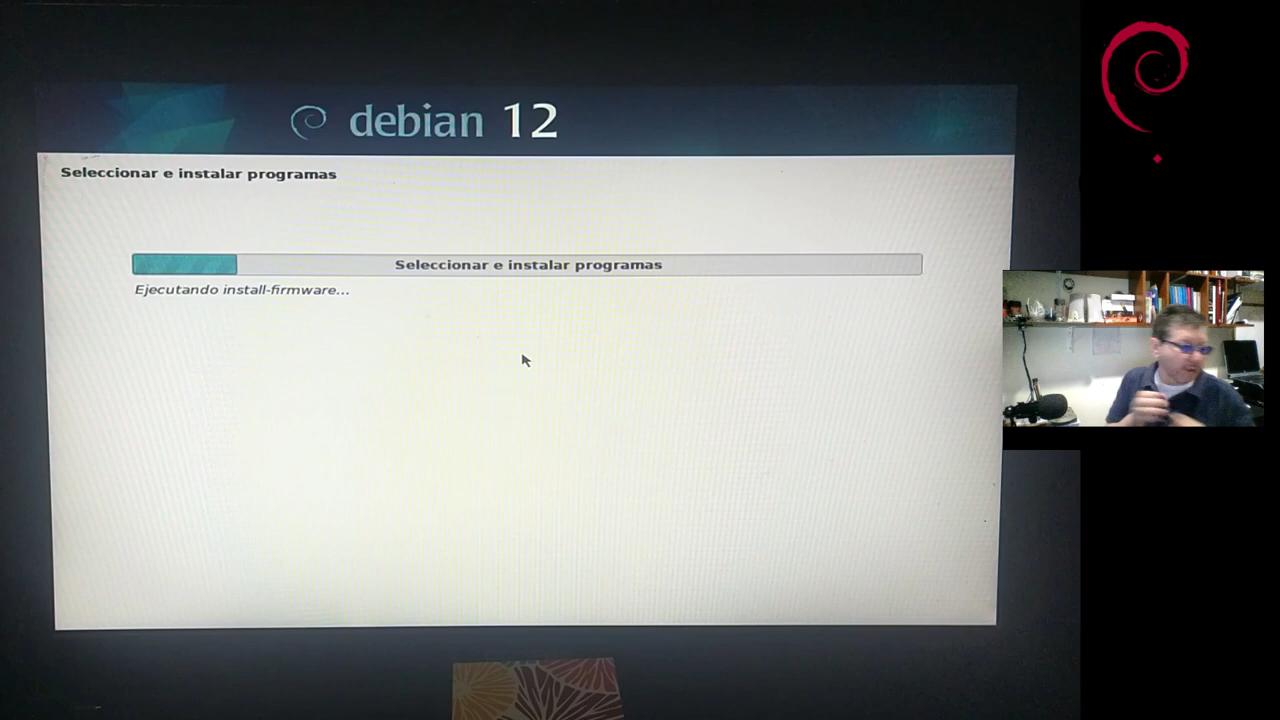 debian 12
Seleccionar e instalar programas
Seleccionar e instalar programas
Ejecutando install-firmware...